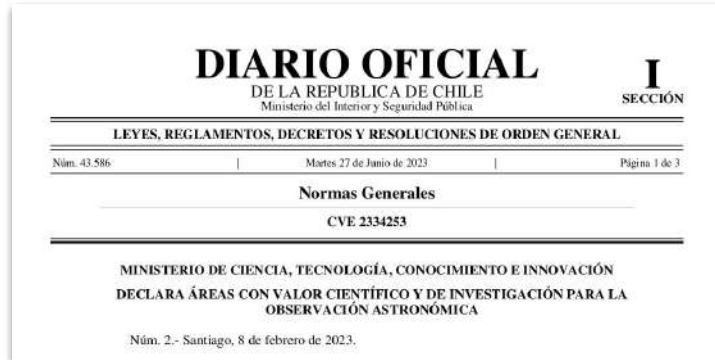 DIARIO OFICIAL
DE LA REPUBLICA DE CHILE
Ministerio del Interior y Seguridad Pública
I
SECCIÓN
LEYES, REGLAMENTOS, DECRETOS Y RESOLUCIONES DE ORDEN GENERAL
Núm. 43.586 | Martes 27 de Junio de 2023 | Página 1 de 3
Normas Generales
CVE 2334253
MINISTERIO DE CIENCIA, TECNOLOGÍA, CONOCIMIENTO E INNOVACIÓN
DECLARA ÁREAS CON VALOR CIENTÍFICO Y DE INVESTIGACIÓN PARA LA
OBSERVACIÓN ASTRONÓMICA
Núm. 2.- Santiago, 8 de febrero de 2023.